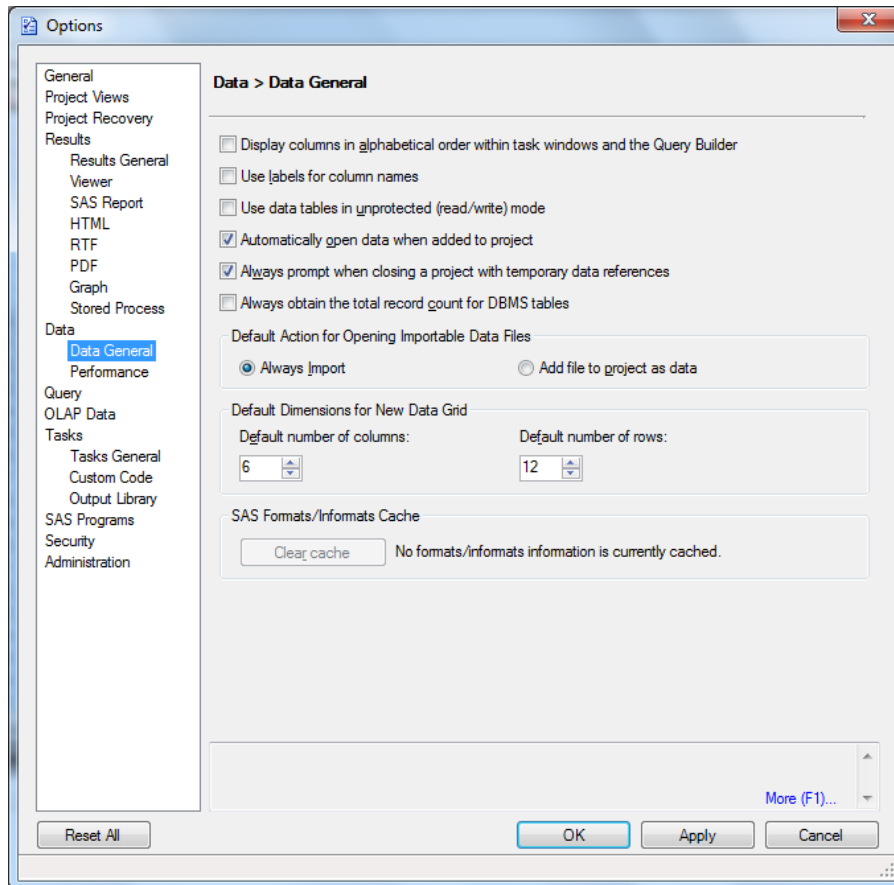 Options
General
Project Views
Project Recovery
Results
Results General
Viewer
SAS Report
HTML
RTF
PDF
Graph
Stored Process
Data
Data General
Performance
Query
OLAP Data
Tasks
Tasks General
Custom Code
Output Library
SAS Programs
Security
Administration
Data > Data General
Display columns in alphabetical order within task windows and the Query Builder
Use labels for column names
Use data tables in unprotected (read/write) mode
Automatically open data when added to project
Always prompt when closing a project with temporary data references
Always obtain the total record count for DBMS tables
Default Action for Opening Importable Data Files
Always Import Add file to project as data
Default Dimensions for New Data Grid
Default number of columns: Default number of rows:
6 12
SAS Formats/Informats Cache
Clear cache No formats/informats information is currently cached.
More (F1)...
Reset All OK Apply Cancel